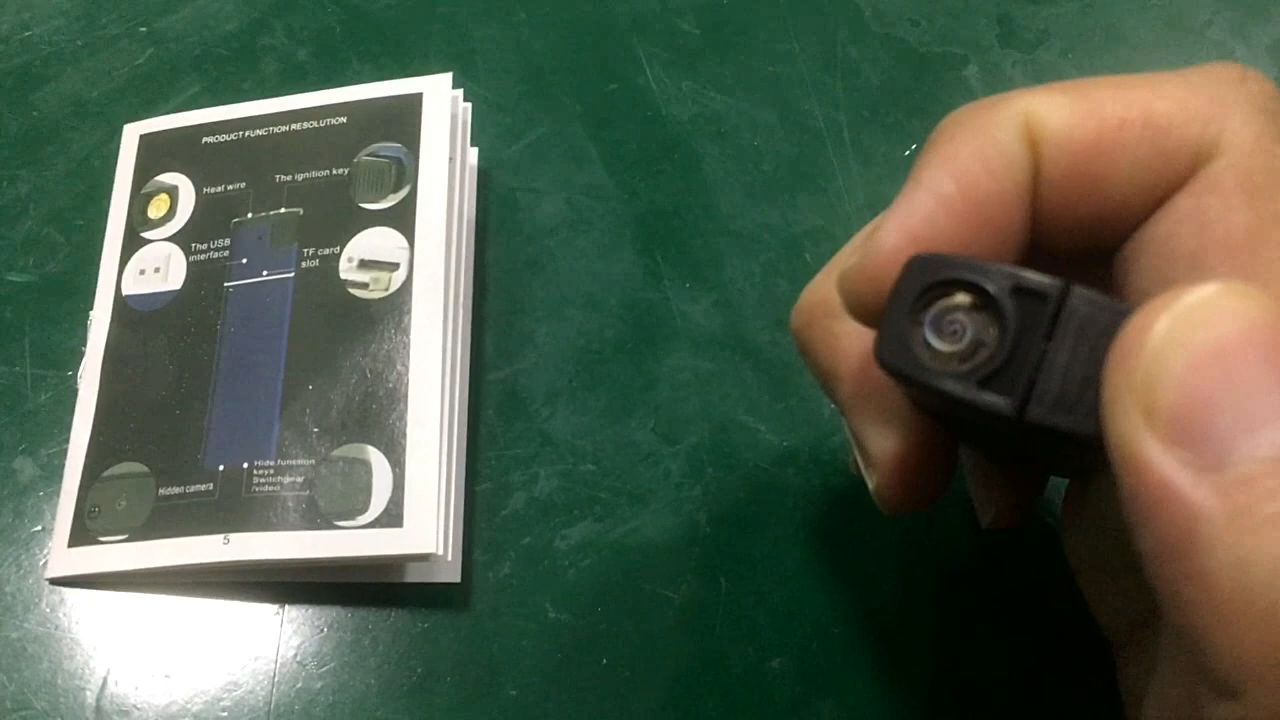 PRODUCT FUNCTION RESOLUTION
Heat wire
The ignition key
The USB
interface
TF card
slot
Hidden camera
Hide function
keys
Switchgear
/video
5